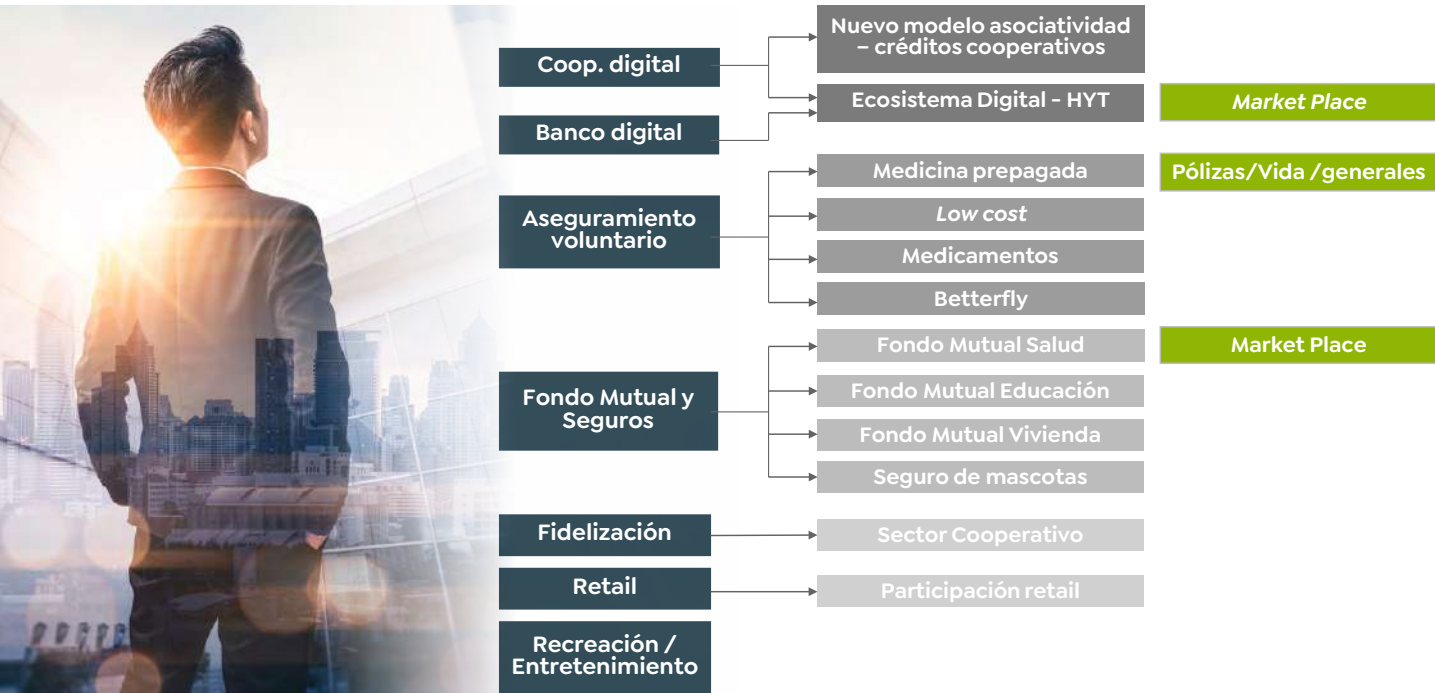 Coop. digital
Nuevo modelo asociatividad
– créditos cooperativos
Ecosistema Digital - HYT
Market Place
Banco digital
Aseguramiento
voluntario
Medicina prepagada
Pólizas/Vida /generales
Low cost
Medicamentos
Betterfly
Fondo Mutual y
Seguros
Fondo Mutual Salud
Market Place
Fondo Mutual Educación
Fondo Mutual Vivienda
Seguro de mascotas
Fidelización
Sector Cooperativo
Retail
Participación retail
Recreación /
Entretenimiento